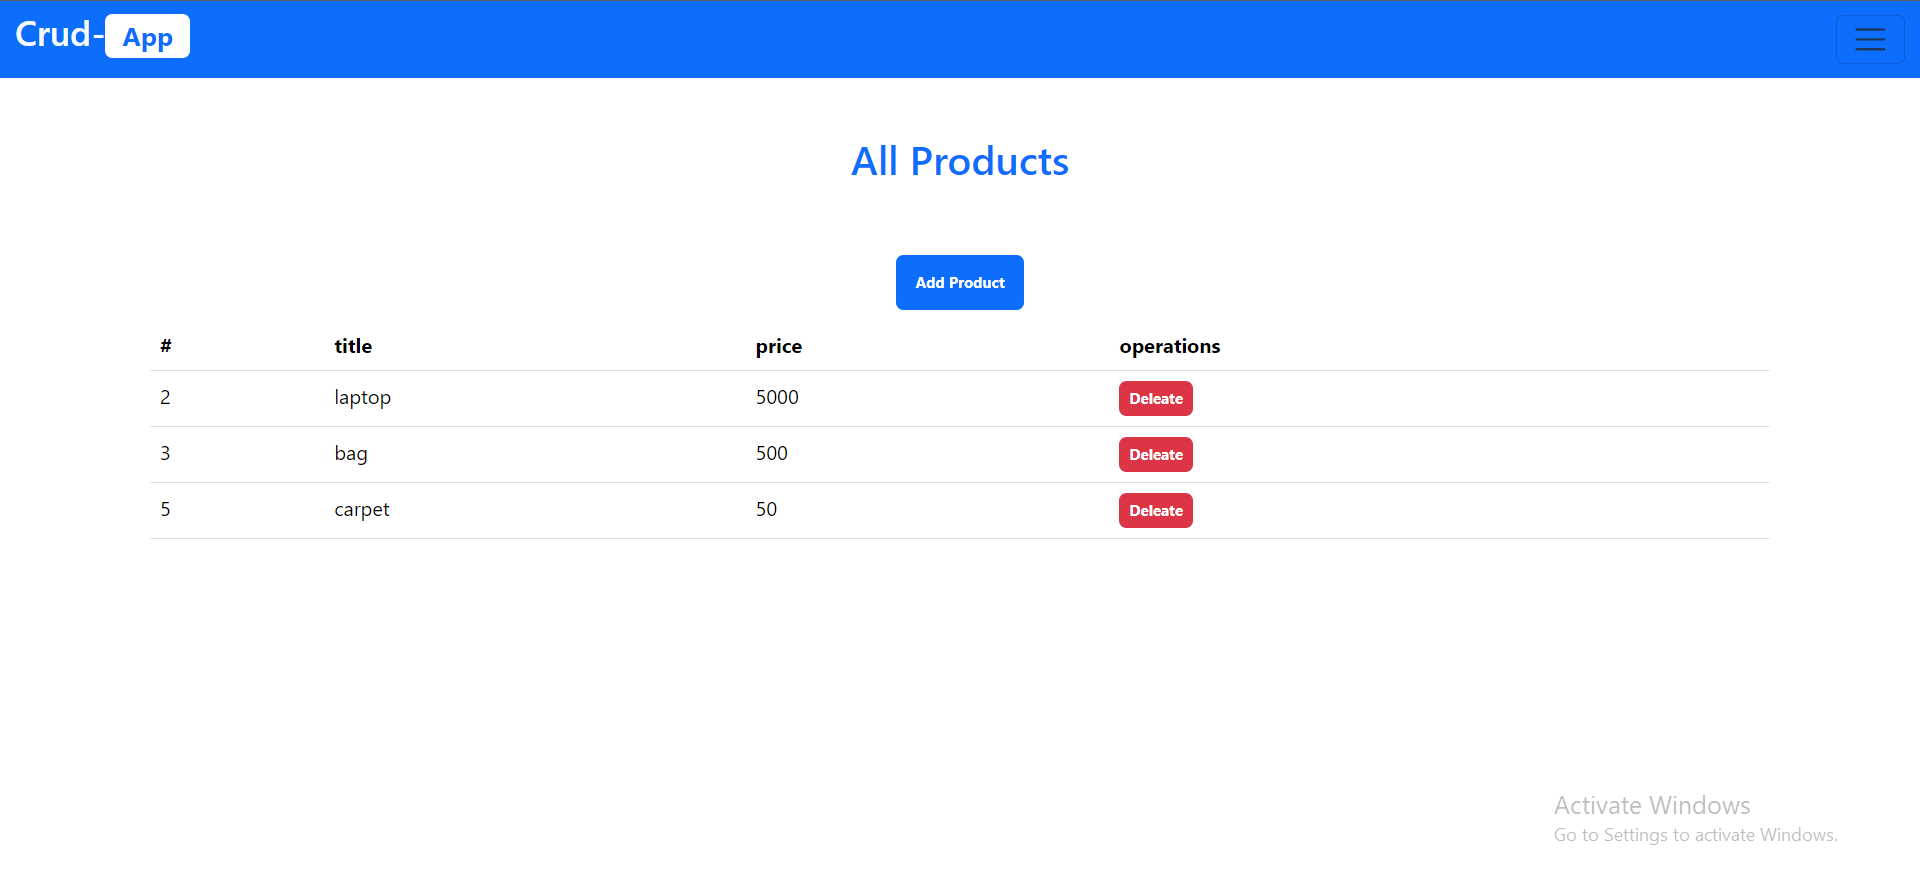 Crud-App
All Products
Add Product
# title price operations
2 laptop 5000 Deleate
3 bag 500 Deleate
5 carpet 50 Deleate
Activate Windows
Go to Settings to activate Windows.